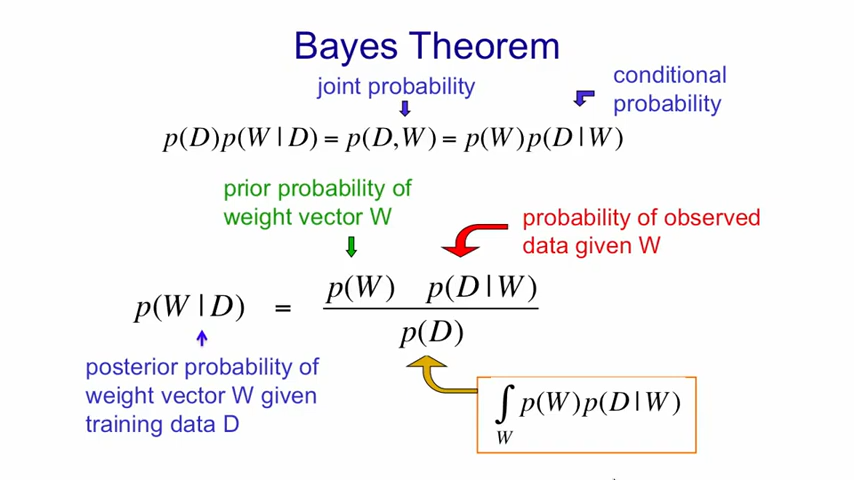 Bayes Theorem
joint probability
conditional
probability
p(D)p(W | D) = p(D,W) = p(W)p(D | W)
prior probability of
weight vector W
probability of observed
data given W
p(W | D) = 
p(W) p(D | W)
p(D)
posterior probability of
weight vector W given
training data D
∫ p(W)p(D | W)
W